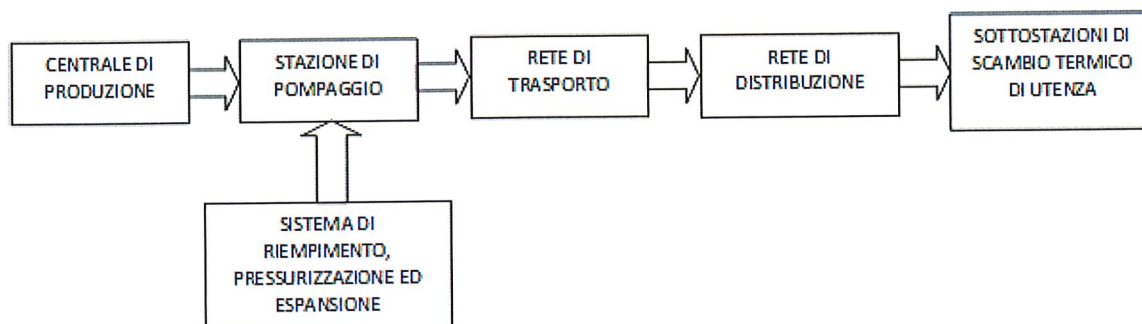 CENTRALE DI
PRODUZIONE
STAZIONE DI
POMPAGGIO
RETE DI
TRASPORTO
RETE DI
DISTRIBUZIONE
SOTTOSTAZIONI DI
SCAMBIO TERMICO
DI UTENZA
SISTEMA DI
RIEMPIMENTO,
PRESSURIZZAZIONE ED
ESPANSIONE